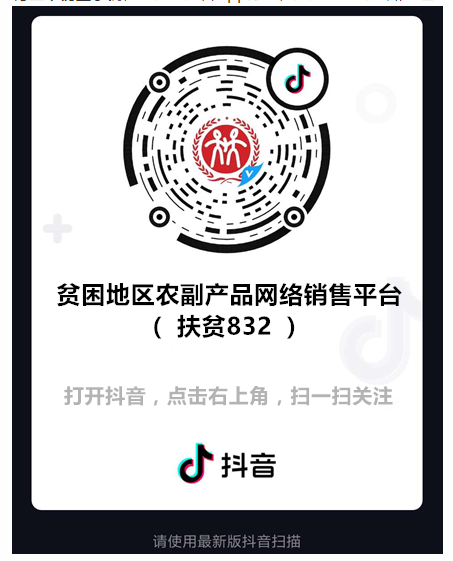 贫困地区农副产品网络销售平台
（ 扶贫832 ）
打开抖音，点击右上角，扫一扫关注
抖音
请使用最新版抖音扫描